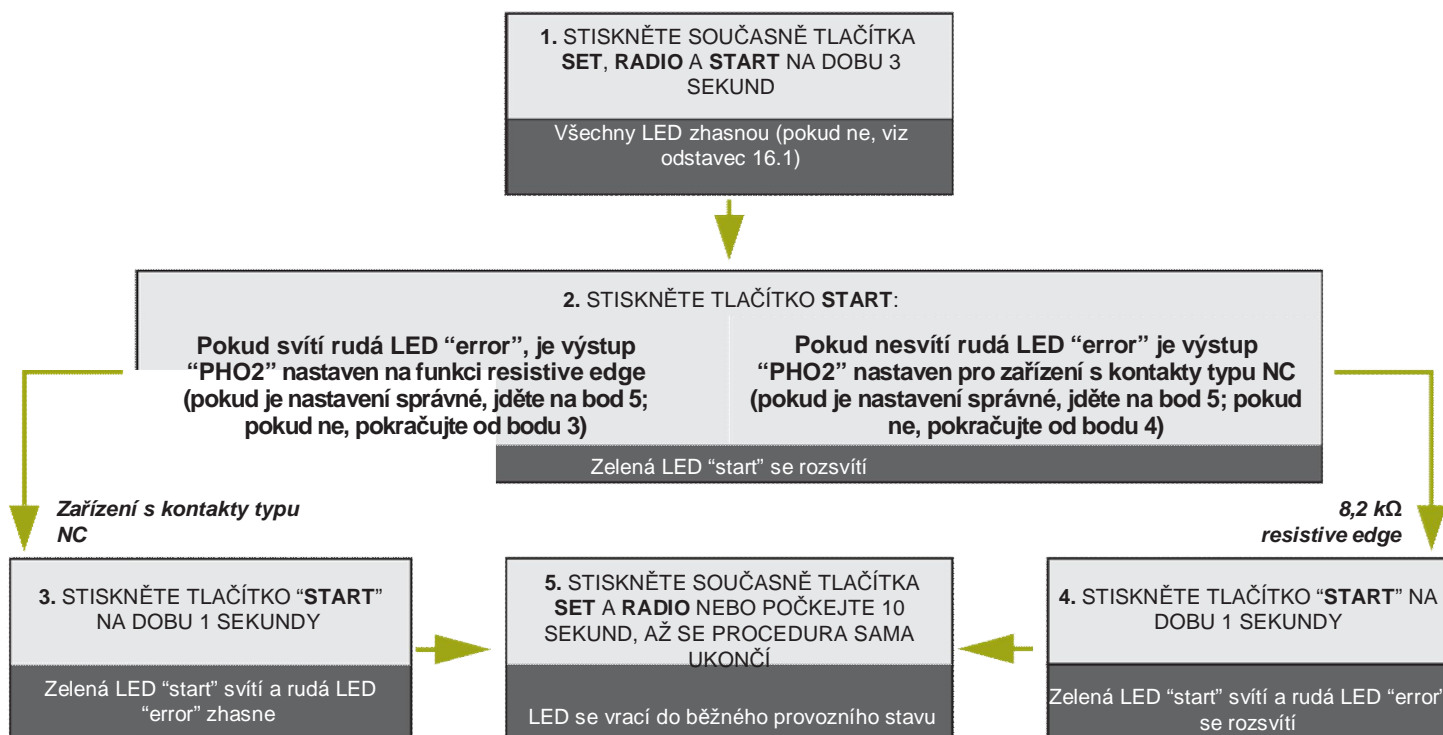 1. STISKNĚTE SOUČASNĚ TLAČÍTKA
SET, RADIO A START NA DOBU 3
SEKUND
Všechny LED zhasnou (pokud ne, viz
odstavec 16.1)
2. STISKNĚTE TLAČÍTKO START:
Pokud svítí rudá LED “error”, je výstup
“PHO2” nastaven na funkci resistive edge
(pokud je nastavení správné, jděte na bod 5;
pokud ne, pokračujte od bodu 3)
Pokud nesvítí rudá LED “error” je výstup
“PHO2” nastaven pro zařízení s kontakty typu NC
(pokud je nastavení správné, jděte na bod 5; pokud
ne, pokračujte od bodu 4)
Zelená LED “start” se rozsvítí
Zařízení s kontakty typu
NC
8,2 kΩ
resistive edge
3. STISKNĚTE TLAČÍTKO “START”
NA DOBU 1 SEKUNDY
Zelená LED “start” svítí a rudá LED
“error” zhasne
5. STISKNĚTE SOUČASNĚ TLAČÍTKA
SET A RADIO NEBO POČKEJTE 10
SEKUND, AŽ SE PROCEDURA SAMA
UKONČÍ
LED se vrací do běžného provozního stavu
4. STISKNĚTE TLAČÍTKO “START” NA
DOBU 1 SEKUNDY
Zelená LED “start” svítí a rudá LED “error”
se rozsvítí